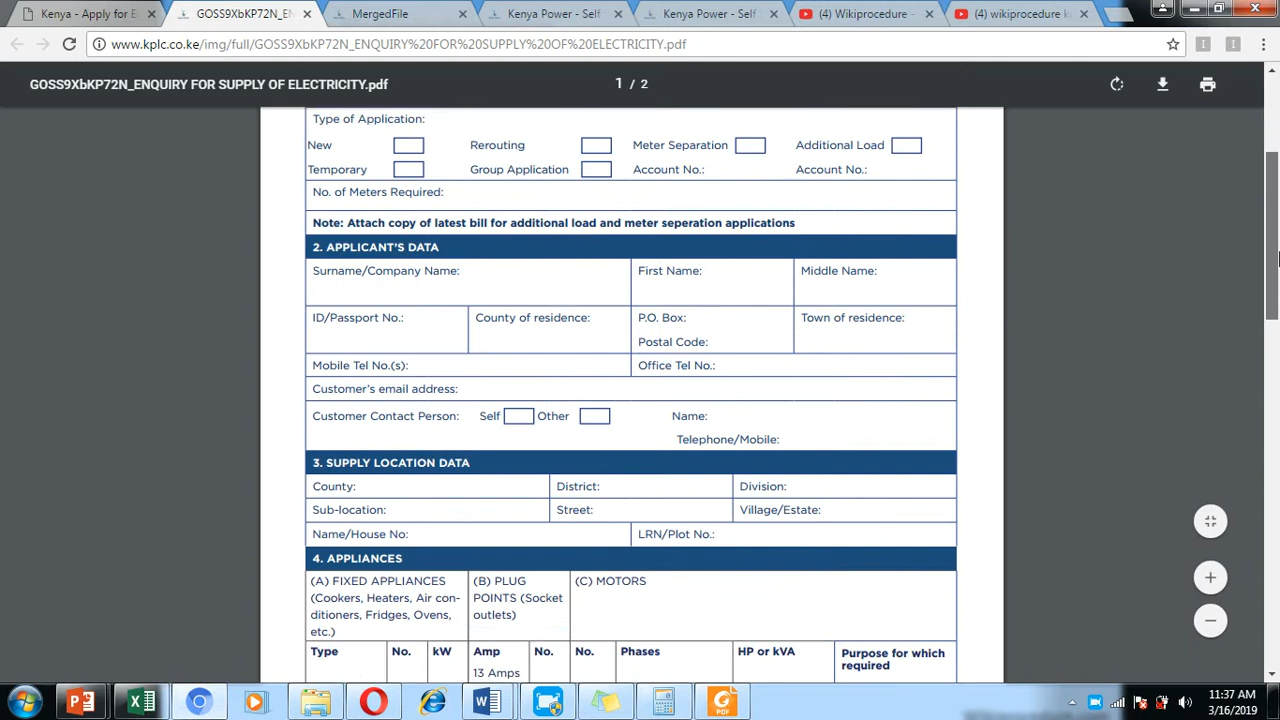 Kenya - Apply for E
GOSS9XbKP72N_EN
MergedFile
Kenya Power - Self
Kenya Power - Self
(4) Wikiprocedure -
(4) wikiprocedure k
www.kplc.co.ke/img/full/GOSS9XbKP72N_ENQUIRY%20FOR%20SUPPLY%20OF%20ELECTRICITY.pdf
GOSS9XbKP72N_ENQUIRY FOR SUPPLY OF ELECTRICITY.pdf 1 / 2
Type of Application:
New Rerouting Meter Separation Additional Load
Temporary Group Application Account No.: Account No.:
No. of Meters Required:
Note: Attach copy of latest bill for additional load and meter seperation applications
2. APPLICANT'S DATA
Surname/Company Name: First Name: Middle Name:
ID/Passport No.: County of residence: P.O. Box: Town of residence:
Postal Code:
Mobile Tel No.(s): Office Tel No.:
Customer's email address:
Customer Contact Person: Self Other Name:
Telephone/Mobile:
3. SUPPLY LOCATION DATA
County: District: Division:
Sub-location: Street: Village/Estate:
Name/House No: LRN/Plot No.:
4. APPLIANCES
(A) FIXED APPLIANCES
(Cookers, Heaters, Air con-
ditioners, Fridges, Ovens,
etc.)
(B) PLUG
POINTS (Socket
outlets)
(C) MOTORS
Type No. kW Amp No. No. Phases HP or kVA Purpose for which
required
13 Amps
11:37 AM
3/16/2019